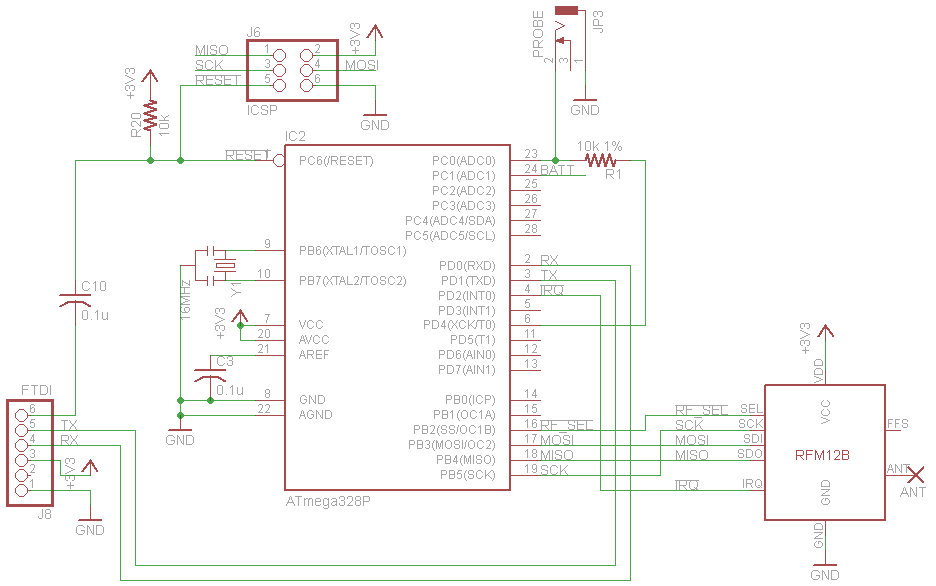 J6
MISO
1
2
SCK
3
4
MOSI
RESET
5
6
ICSP
+3V3
GND
+3V3
R20
10k
PROBE
JP3
2
3
1
GND
IC2
RESET
PC6(/RESET)
PC0(ADC0)
23
10k 1%
R1
PC1(ADC1)
24
BATT
PC2(ADC2)
25
PC3(ADC3)
26
PC4(ADC4/SDA)
27
PC5(ADC5/SCL)
28
9
PB6(XTAL1/TOSC1)
10
PB7(XTAL2/TOSC2)
16MHz
Y1
PD0(RXD)
2
RX
PD1(TXD)
3
TX
PD2(INT0)
4
IRQ
PD3(INT1)
5
PD4(XCK/T0)
6
PD5(T1)
11
PD6(AIN0)
12
PD7(AIN1)
13
+3V3
7
VCC
20
AVCC
21
AREF
C3
0.1u
8
GND
22
AGND
GND
PB0(ICP)
14
PB1(OC1A)
15
PB2(SS/OC1B)
16
RF_SEL
PB3(MOSI/OC2)
17
MOSI
PB4(MISO)
18
MISO
PB5(SCK)
19
SCK
ATmega328P
C10
0.1u
FTDI
6
5
TX
4
RX
3
2
1
+3V3
J8
GND
+3V3
VDD
VCC
RF_SEL
SEL
SCK
SCK
MOSI
SDI
MISO
SDO
IRQ
IRQ
RFM12B
FFS
ANT
ANT
GND
GND
GND